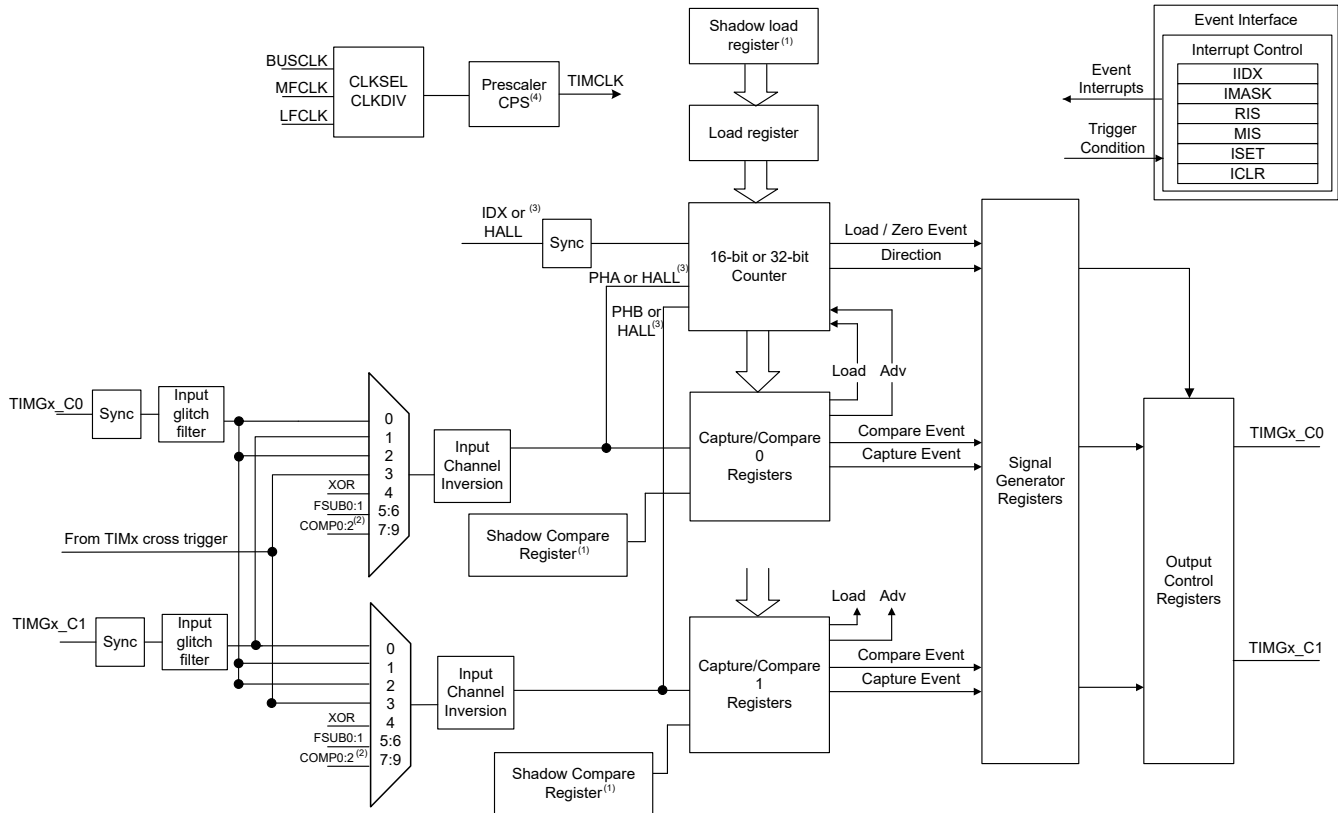 Shadow load
register(1)
Event Interface
Interrupt Control
IIDX
IMASK
RIS
MIS
ISET
ICLR
Event
Interrupts
Trigger
Condition
BUSCLK
MFCLK
LFCLK
CLKSEL
CLKDIV
Prescaler
CPS(4)
TIMCLK
Load register
IDX or (3)
HALL
Sync
16-bit or 32-bit
Counter
Load / Zero Event
Direction
PHA or HALL(3)
PHB or
HALL(3)
Load
Adv
TIMGx_C0
Sync
Input
glitch
filter
0
1
2
3
4
5:6
7:9
XOR
FSUB0:1
COMP0:2(2)
Input
Channel
Inversion
Capture/Compare
0
Registers
Compare Event
Capture Event
Signal
Generator
Registers
TIMGx_C0
Shadow Compare
Register(1)
From TIMx cross trigger
Output
Control
Registers
Load
Adv
TIMGx_C1
Sync
Input
glitch
filter
0
1
2
3
4
5:6
7:9
XOR
FSUB0:1
COMP0:2(2)
Input
Channel
Inversion
Capture/Compare
1
Registers
Compare Event
Capture Event
TIMGx_C1
Shadow Compare
Register(1)